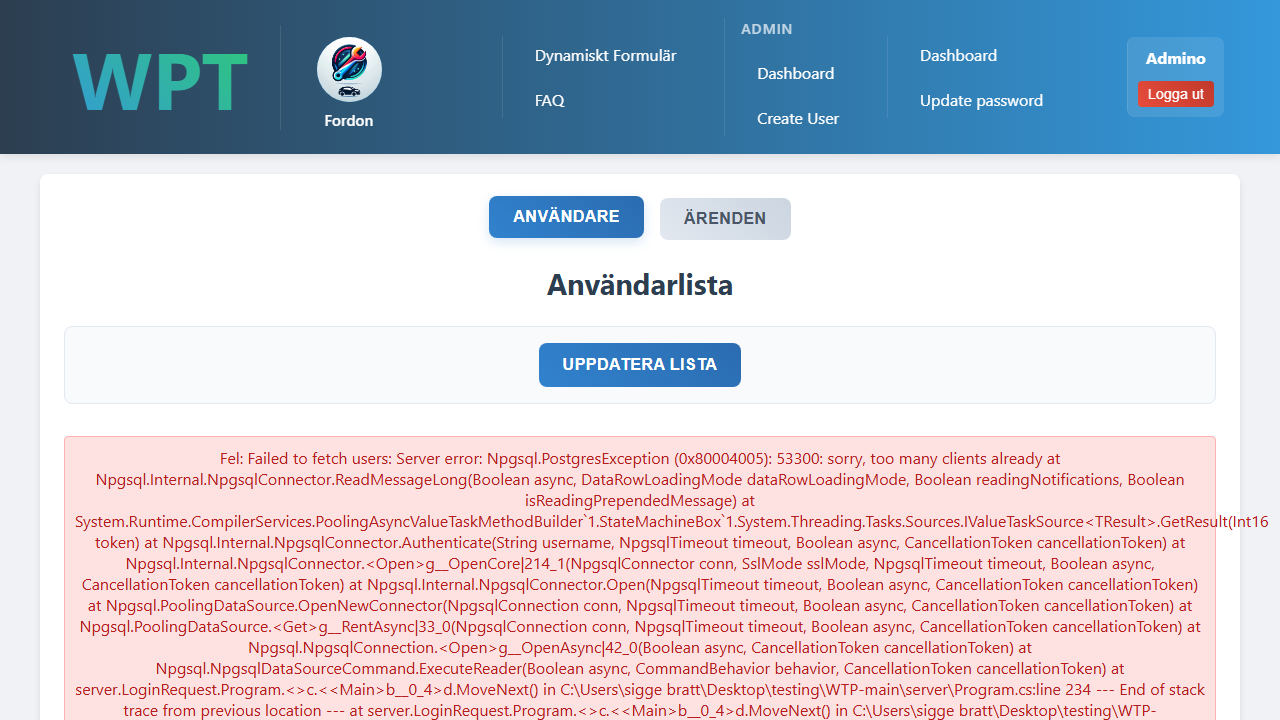 WPT
Fordon
Dynamiskt Formulär
FAQ
ADMIN
Dashboard
Create User
Dashboard
Update password
Admino
Logga ut
ANVÄNDARE
ÄRENDEN
Användarlista
UPPDATERA LISTA
Fel: Failed to fetch users: Server error: Npgsql.PostgresException (0x80004005): 53300: sorry, too many clients already at
Npgsql.Internal.NpgsqlConnector.ReadMessageLong(Boolean async, DataRowLoadingMode dataRowLoadingMode, Boolean readingNotifications, Boolean
isReadingPrependedMessage) at
System.Runtime.CompilerServices.PoolingAsyncValueTaskMethodBuilder`1.StateMachineBox`1.System.Threading.Tasks.Sources.IValueTaskSource<TResult>.GetResult(Int16
token) at Npgsql.Internal.NpgsqlConnector.Authenticate(String username, NpgsqlTimeout timeout, Boolean async, CancellationToken cancellationToken) at
Npgsql.Internal.NpgsqlConnector.<Open>g__OpenCore|214_1(NpgsqlConnector conn, SslMode sslMode, NpgsqlTimeout timeout, Boolean async,
CancellationToken cancellationToken) at Npgsql.Internal.NpgsqlConnector.Open(NpgsqlTimeout timeout, Boolean async, CancellationToken cancellationToken)
at Npgsql.PoolingDataSource.OpenNewConnector(NpgsqlConnection conn, NpgsqlTimeout timeout, Boolean async, CancellationToken cancellationToken) at
Npgsql.PoolingDataSource.<Get>g__RentAsync|33_0(NpgsqlConnection conn, NpgsqlTimeout timeout, Boolean async, CancellationToken cancellationToken) at
Npgsql.NpgsqlConnection.<Open>g__OpenAsync|42_0(Boolean async, CancellationToken cancellationToken) at
Npgsql.NpgsqlDataSourceCommand.ExecuteReader(Boolean async, CommandBehavior behavior, CancellationToken cancellationToken) at
server.LoginRequest.Program.<>c.<<Main>b__0_4>d.MoveNext() in C:\Users\sigge bratt\Desktop\testing\WTP-main\server\Program.cs:line 234 --- End of stack
trace from previous location --- at server.LoginRequest.Program.<>c.<<Main>b__0_4>d.MoveNext() in C:\Users\sigge bratt\Desktop\testing\WTP-